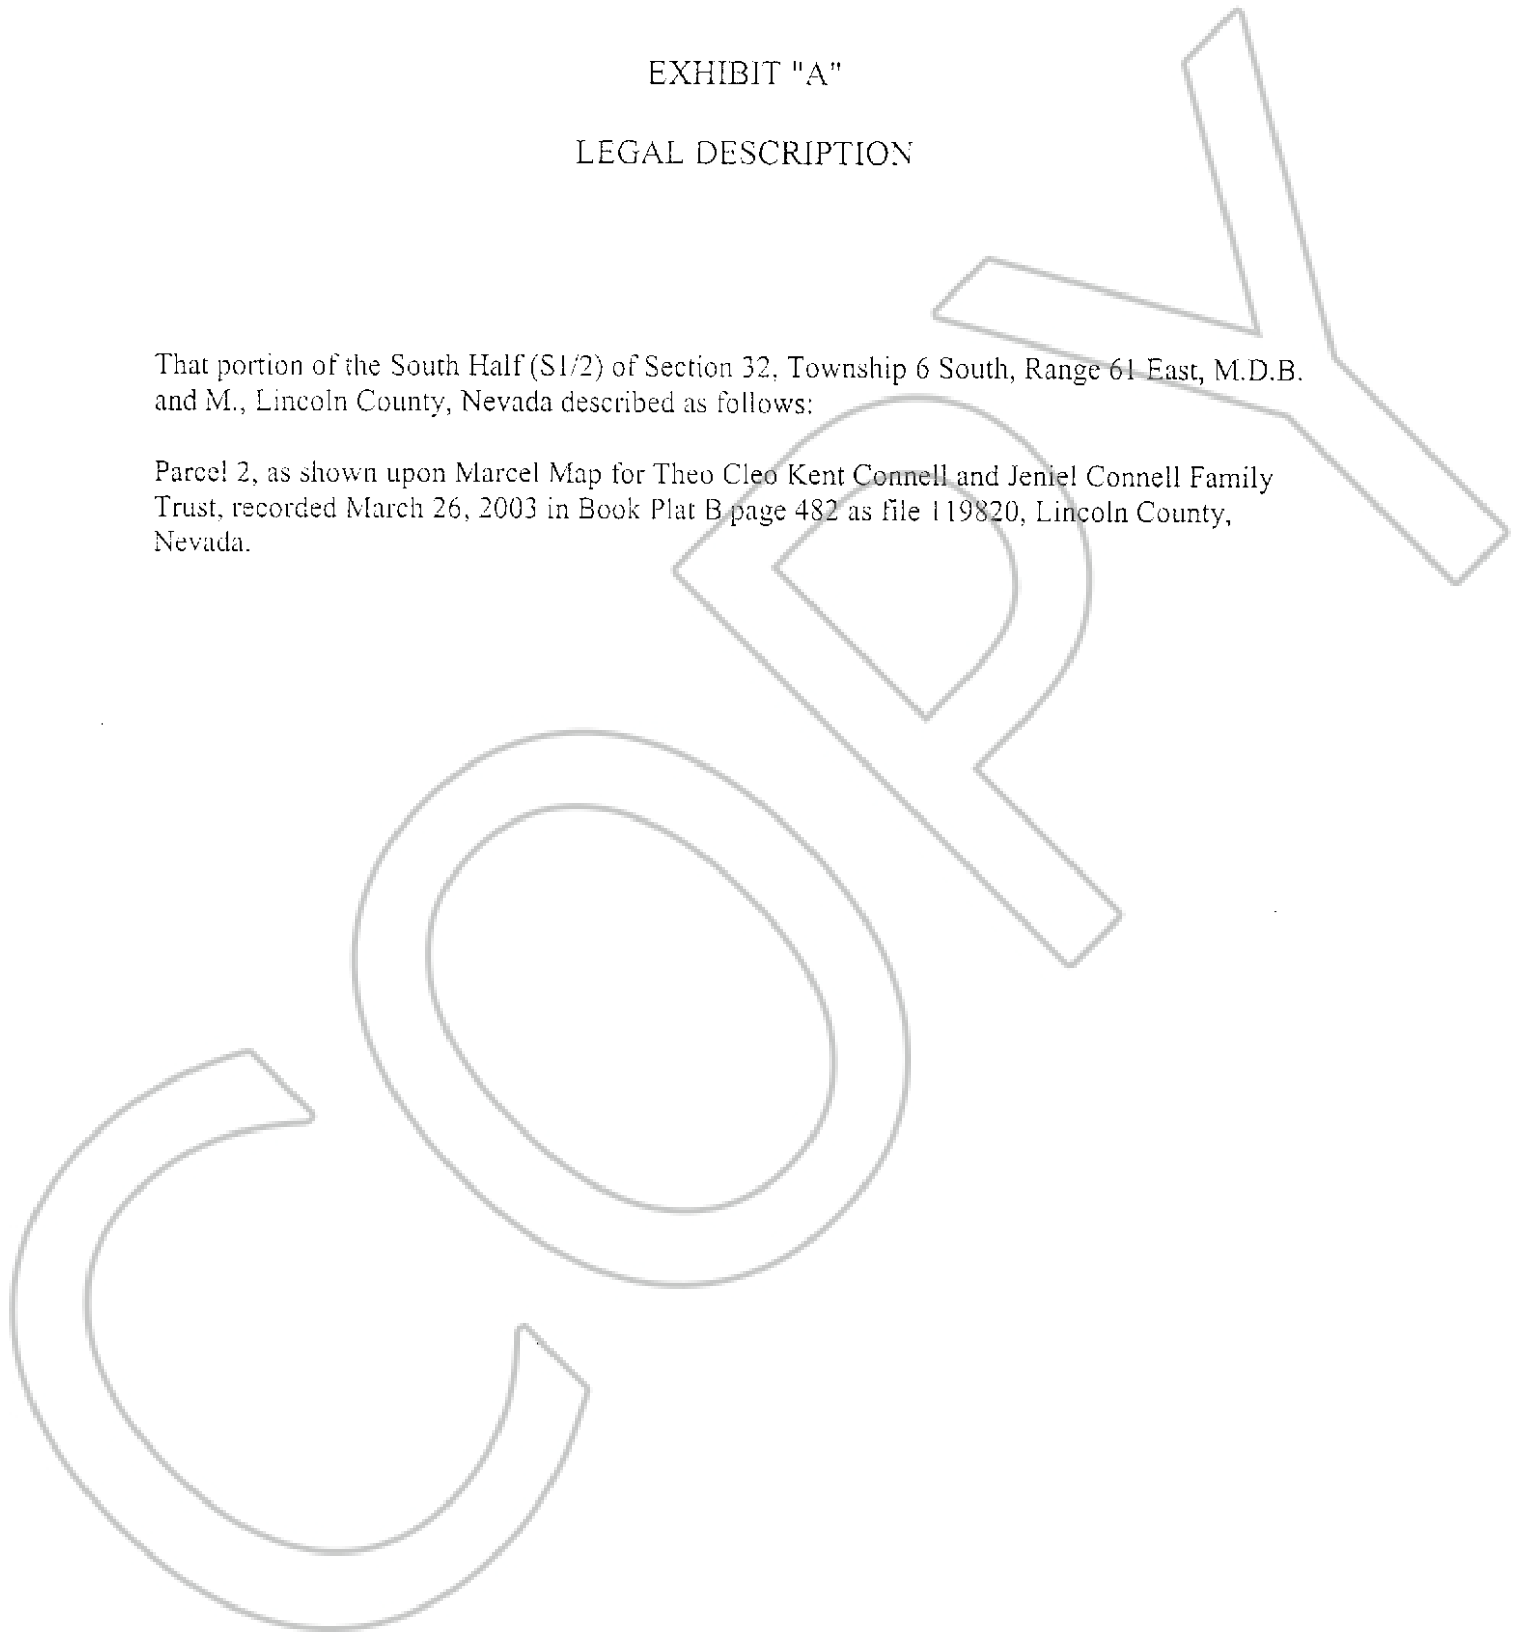 EXHIBIT "A"
LEGAL DESCRIPTION
That portion of the South Half (S1/2) of Section 32, Township 6 South, Range 61 East, M.D.B.
and M., Lincoln County, Nevada described as follows:
Parcel 2, as shown upon Marcel Map for Theo Cleo Kent Connell and Jeniel Connell Family
Trust, recorded March 26, 2003 in Book Plat B page 482 as file 119820, Lincoln County,
Nevada.
COPY